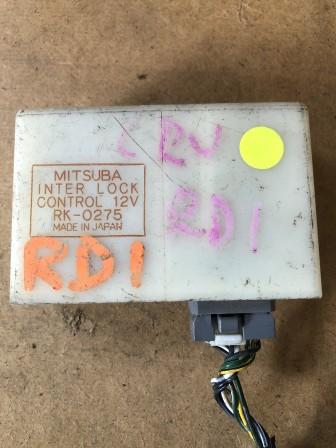 CRV
RD1
MITSUBA
INTER LOCK
CONTROL 12V
RK-0275
MADE IN JAPAN
RD1